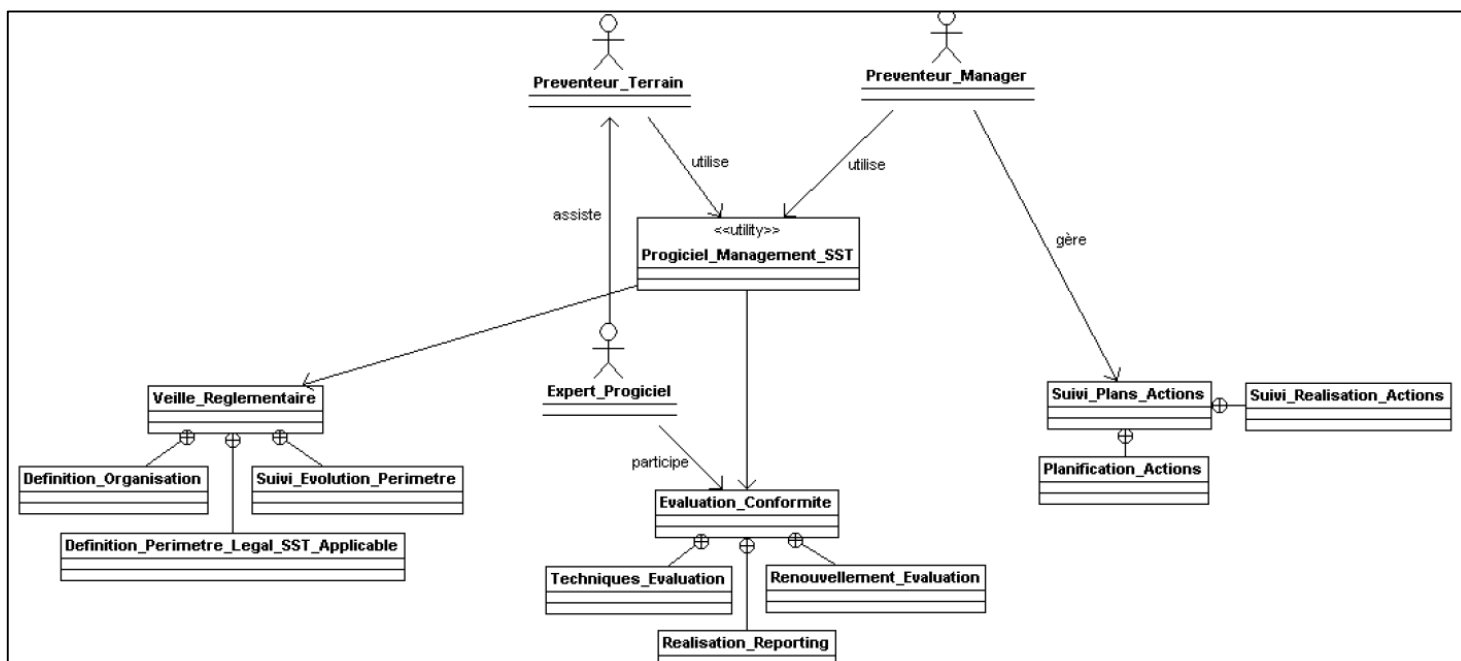 Preventeur_Terrain
Preventeur_Manager
utilise
utilise
assiste
<<utility>>
Progiciel_Management_SST
gère
Veille_Reglementaire
Expert_Progiciel
Suivi_Plans_Actions
Suivi_Realisation_Actions
participe
Definition_Organisation
Suivi_Evolution_Perimetre
Planification_Actions
Evaluation_Conformite
Definition_Perimetre_Legal_SST_Applicable
Techniques_Evaluation
Renouvellement_Evaluation
Realisation_Reporting